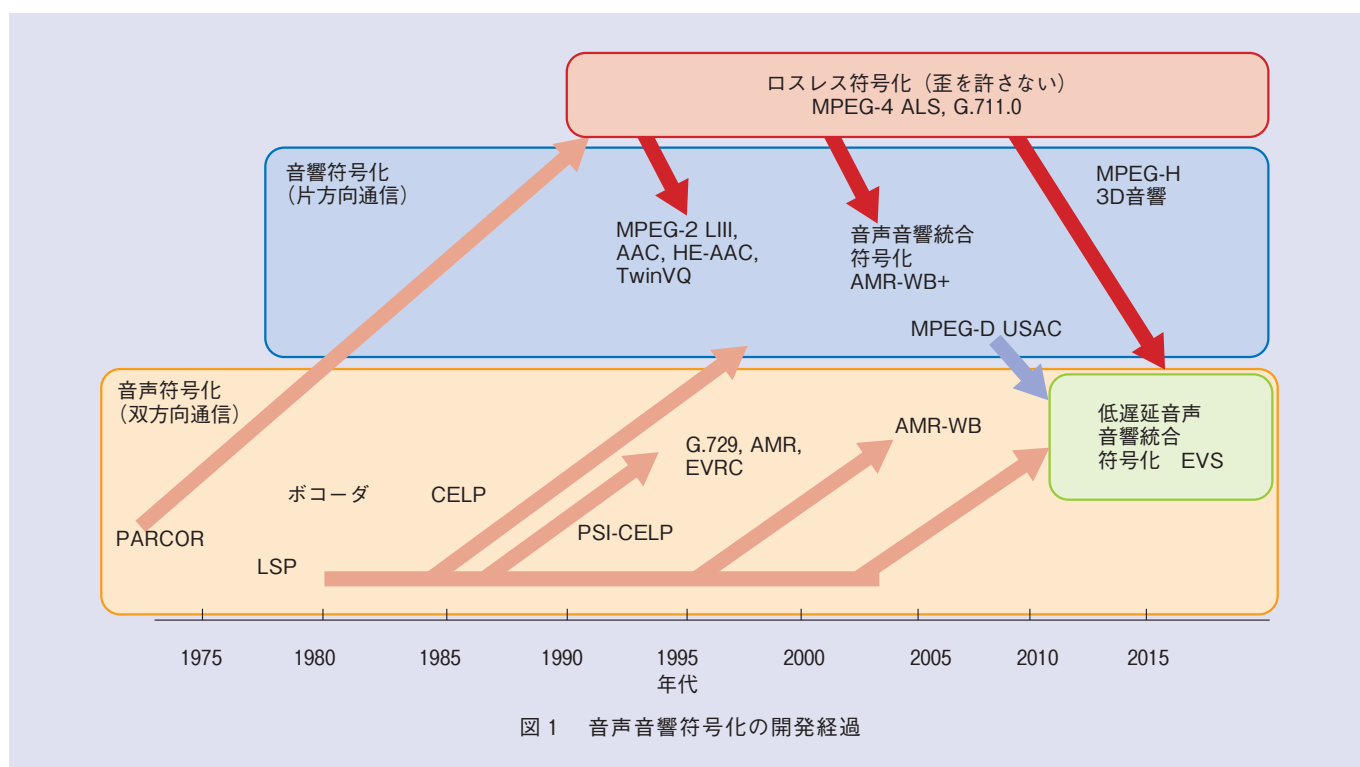 ロスレス符号化（歪を許さない）
MPEG-4 ALS, G.711.0
音響符号化
（片方向通信）
MPEG-H
3D音響
MPEG-2 LIII,
AAC, HE-AAC,
TwinVQ
音声音響統合
符号化
AMR-WB+
MPEG-D USAC
音声符号化
（双方向通信）
低遅延音声
音響統合
符号化　EVS
AMR-WB
G.729, AMR,
EVRC
ボコーダ
CELP
PSI-CELP
PARCOR
LSP
1975 1980 1985 1990 1995 2000 2005 2010 2015
年代
図1　音声音響符号化の開発経過